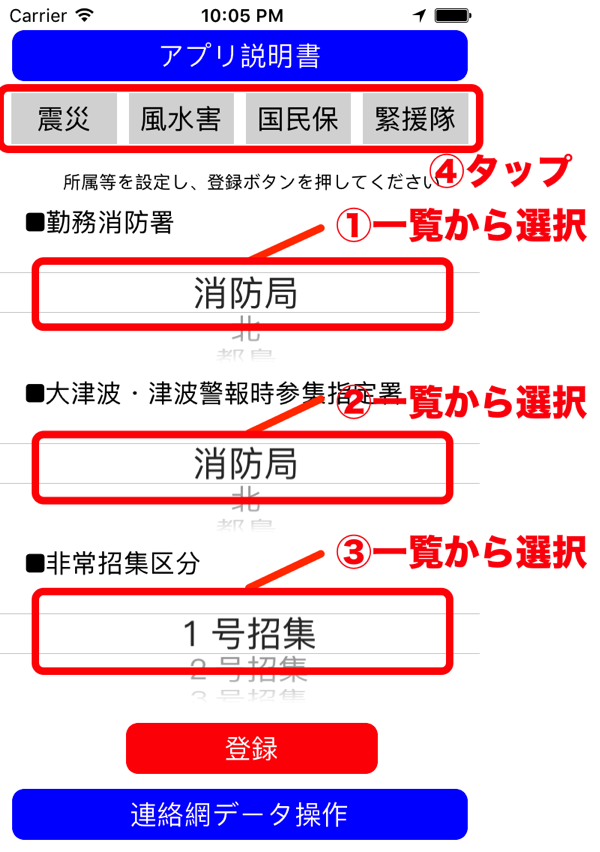 Carrier 10:05 PM
アプリ説明書
震災 風水害 国民保 緊援隊
④タップ
所属等を設定し、登録ボタンを押してください
■勤務消防署
①一覧から選択
消防局
北
都島
■大津波・津波警報時参集指定署
②一覧から選択
消防局
北
都島
■非常招集区分
③一覧から選択
1 号招集
2 号招集
3 号招集
登録
連絡網データ操作